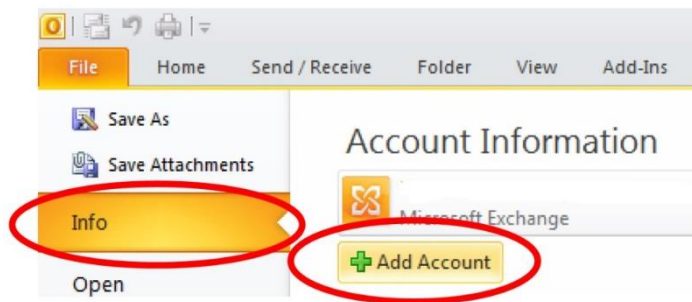 File Home Send / Receive Folder View Add-Ins
Save As
Save Attachments
Info
Open
Account Information
Microsoft Exchange
Add Account